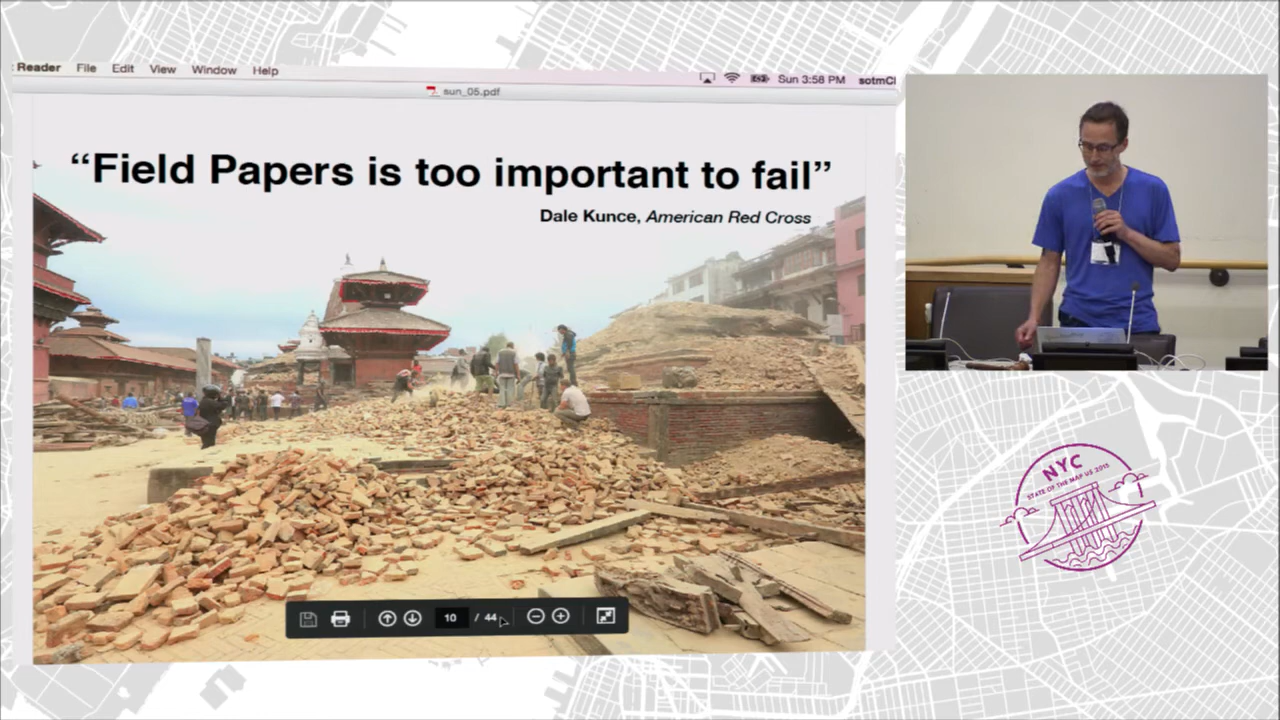 Reader File Edit View Window Help
Sun 3:58 PM sotmCl
sun_05.pdf
“Field Papers is too important to fail”
Dale Kunce, American Red Cross
10 / 44
NYC
STATE OF THE MAP US 2015